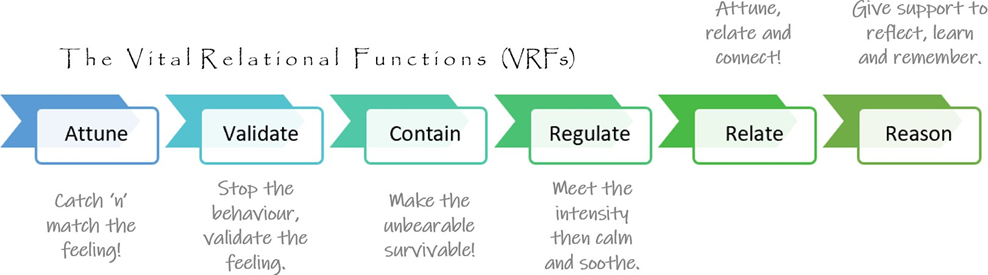 The Vital Relational Functions (VRFs)
Attune,
relate and
connect!
Give support to
reflect, learn
and remember.
Attune
Validate
Contain
Regulate
Relate
Reason
Catch ‘n’
match the
feeling!
Stop the
behaviour,
validate the
feeling.
Make the
unbearable
survivable!
Meet the
intensity
then calm
and soothe.